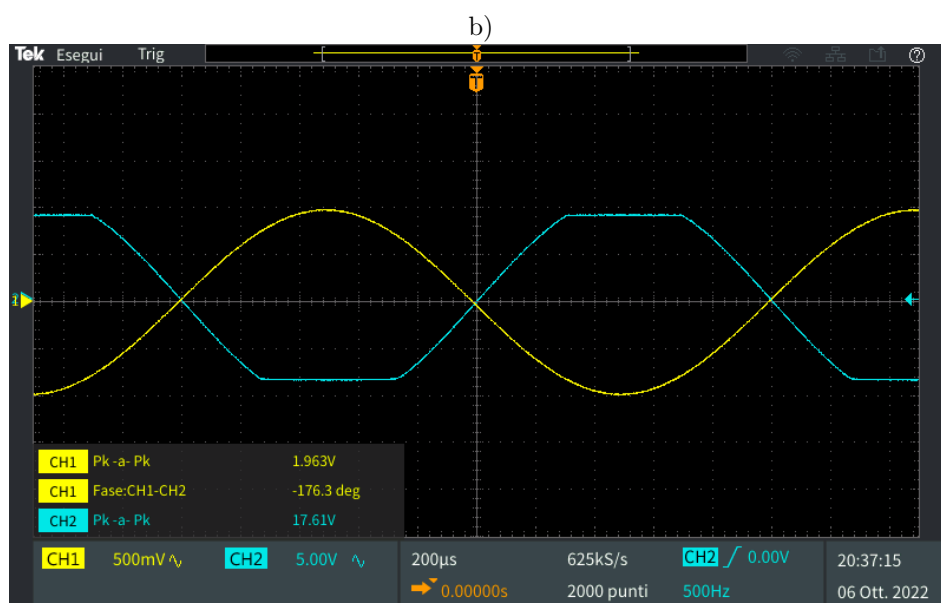 b)
Tek Esegui Trig
T
T
1
CH1 Pk -a- Pk 1.963V
CH1 Fase:CH1-CH2 -176.3 deg
CH2 Pk -a- Pk 17.61V
CH1 500mV CH2 5.00V 200µs 625kS/s CH2 0.00V 20:37:15
0.00000s 2000 punti 500Hz 06 Ott. 2022